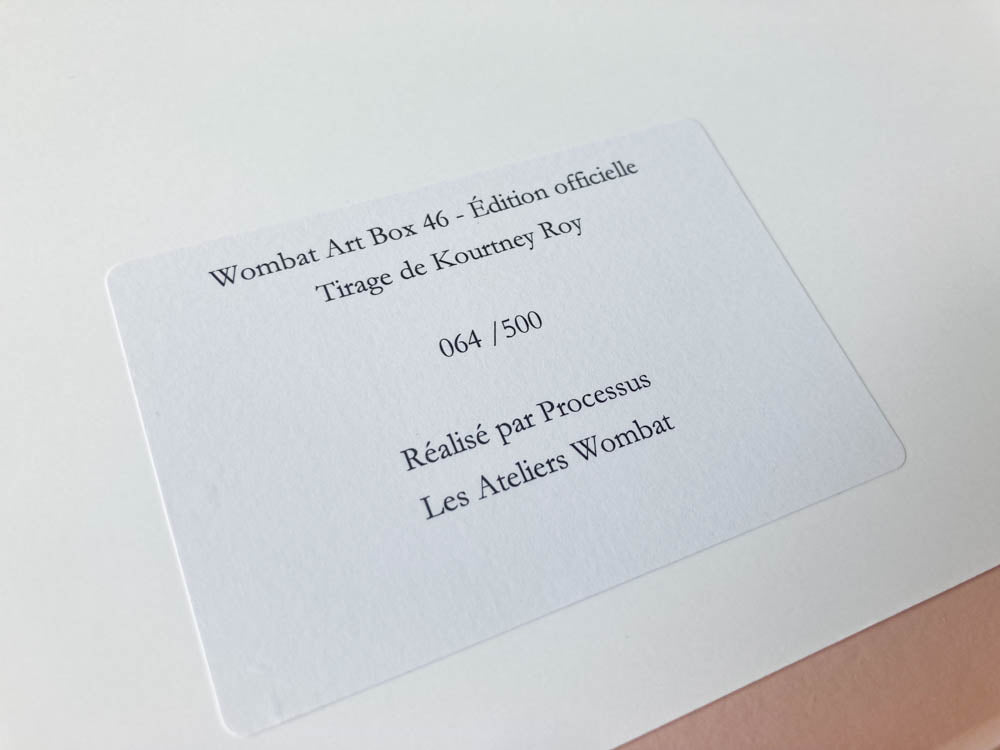 Wombat Art Box 46 - Édition officielle
Tirage de Kourtney Roy
064 /500
Réalisé par Processus
Les Ateliers Wombat